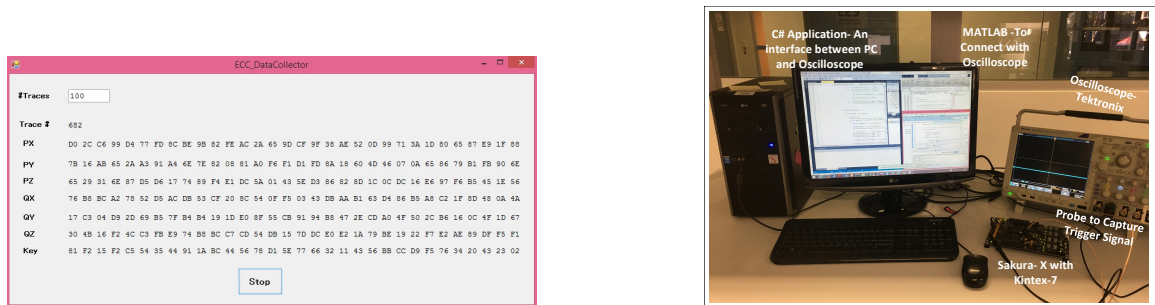 ECC_DataCollector
#Traces 100
Trace # 682
PX D0 2C C6 99 D4 77 FD 8C BE 9B 82 FE AC 2A 65 9D CF 9F 38 AE 52 0D 99 71 3A 1D 80 65 87 E9 1F 88
PY 7B 16 AB 65 2A A3 91 A4 6E 7E 82 08 81 A0 F6 F1 D1 FD 8A 18 60 4D 46 07 0A 65 86 79 B1 FB 90 6E
PZ 65 29 31 6E 87 D5 D6 17 74 89 F4 E1 DC 5A 01 43 5E D3 86 82 8D 1C 0C DC 16 E6 97 F6 B5 45 1E 56
QX 76 B8 BC A2 78 52 D5 AC DB 53 CF 20 8C 54 0F F5 03 43 DB AA B1 63 D4 86 B5 A8 C2 1F 8D 48 0A 4A
QY 17 C3 04 D9 2D 69 B5 7F B4 B4 19 1D E0 8F 55 CB 91 94 B8 47 2E CD A0 4F 50 2C B6 16 0C 4F 1D 67
QZ 30 4B 16 F2 4C C3 FB E9 74 B8 BC C7 CD 54 DB 15 7D DC E0 E2 1A 79 BE 19 22 F7 E2 AE 89 DF F5 F1
Key 81 F2 15 F2 C5 54 35 44 91 1A BC 44 56 78 D1 5E 77 66 32 11 43 56 BB CC D9 F5 76 34 20 43 23 02
Stop
C# Application- An
interface between PC
and Oscilloscope
MATLAB -To
Connect with
Oscilloscope
Oscilloscope-
Tektronix
Probe to Capture
Trigger Signal
Sakura- X with
Kintex-7